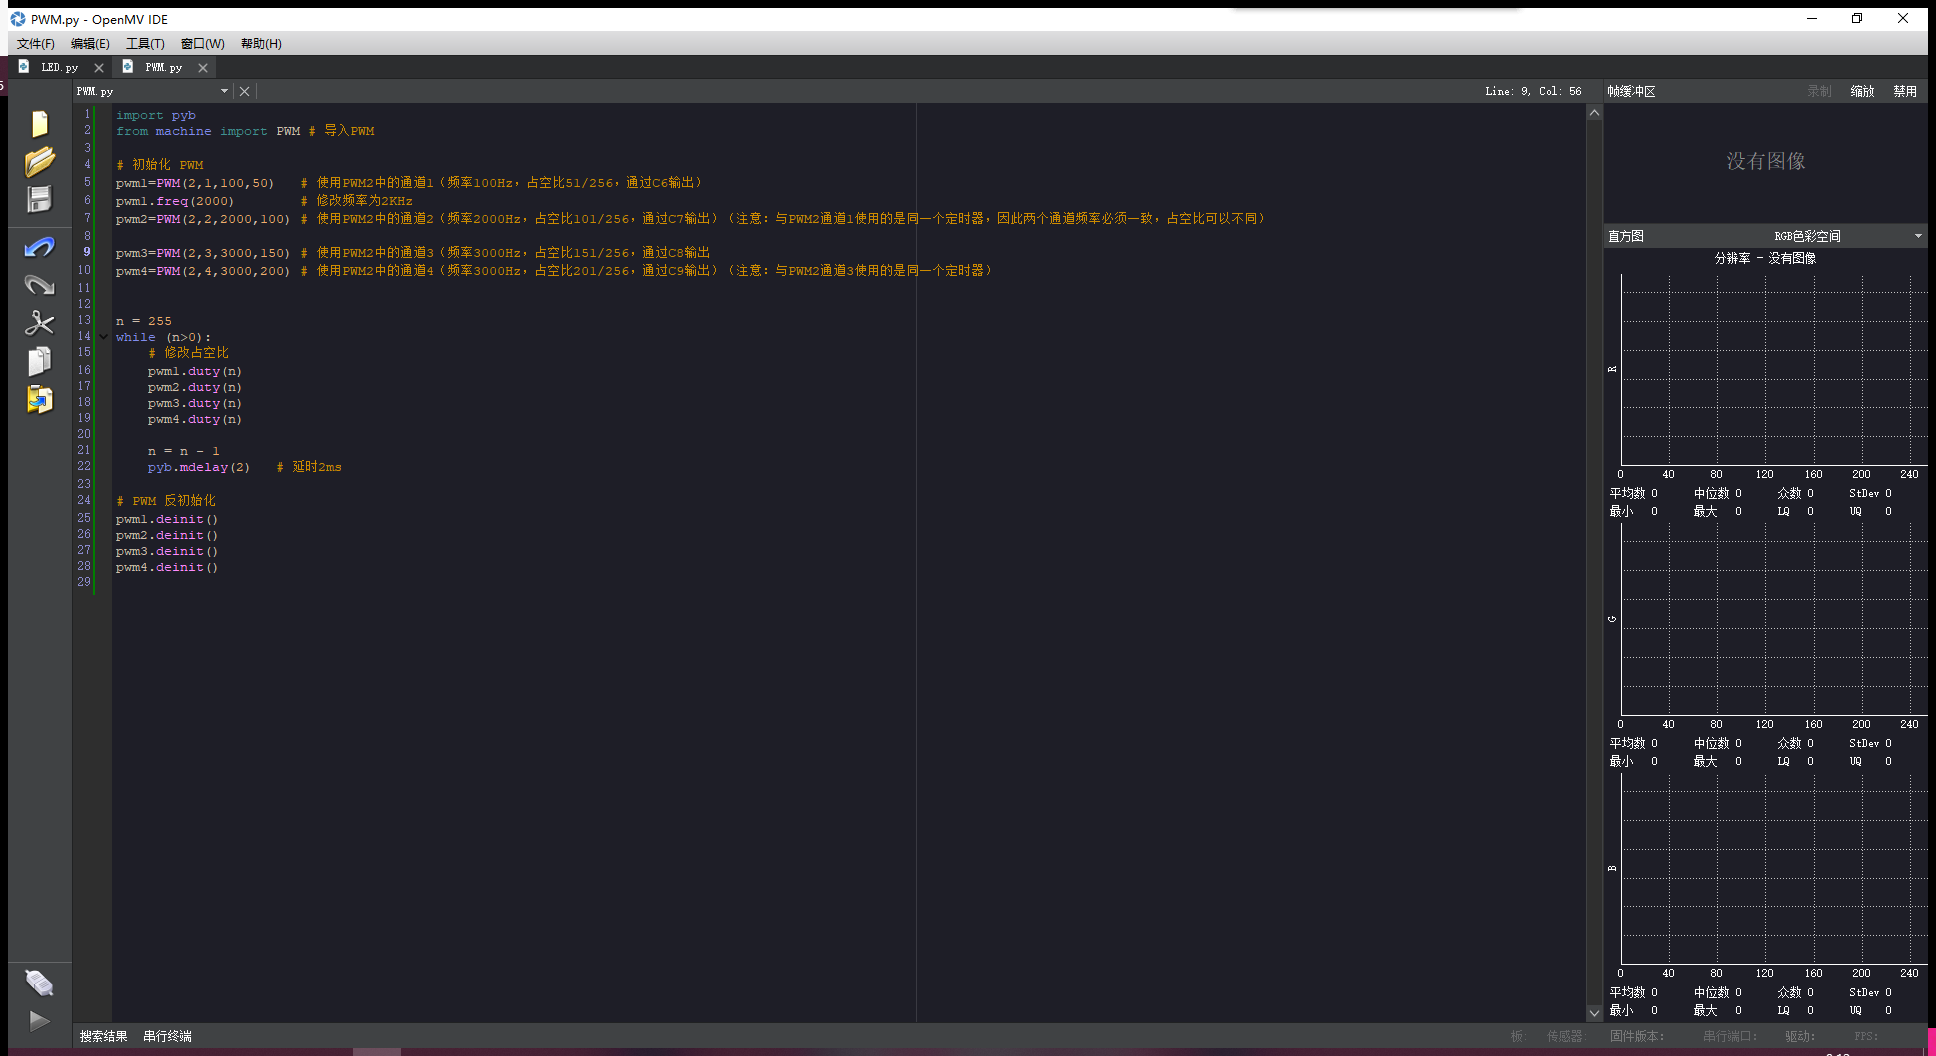 PWM.py - OpenMV IDE
文件(F) 编辑(E) 工具(T) 窗口(W) 帮助(H)
LED.py PWM.py
PWM.py Line: 9, Col: 56 帧缓冲区 录制 缩放 禁用
1 import pyb
2 from machine import PWM # 导入PWM
3
4 # 初始化 PWM
5 pwm1=PWM(2,1,100,50) # 使用PWM2中的通道1（频率100Hz，占空比51/256，通过C6输出）
6 pwm1.freq(2000) # 修改频率为2KHz
7 pwm2=PWM(2,2,2000,100) # 使用PWM2中的通道2（频率2000Hz，占空比101/256，通过C7输出）（注意：与PWM2通道1使用的是同一个定时器，因此两个通道频率必须一致，占空比可以不同）
8
9 pwm3=PWM(2,3,3000,150) # 使用PWM2中的通道3（频率3000Hz，占空比151/256，通过C8输出
10 pwm4=PWM(2,4,3000,200) # 使用PWM2中的通道4（频率3000Hz，占空比201/256，通过C9输出）（注意：与PWM2通道3使用的是同一个定时器）
11
12
13 n = 255
14 while (n>0):
15 # 修改占空比
16 pwm1.duty(n)
17 pwm2.duty(n)
18 pwm3.duty(n)
19 pwm4.duty(n)
20
21 n = n - 1
22 pyb.mdelay(2) # 延时2ms
23
24 # PWM 反初始化
25 pwm1.deinit()
26 pwm2.deinit()
27 pwm3.deinit()
28 pwm4.deinit()
29
没有图像
直方图 RGB色彩空间
分辨率 - 没有图像
R
0 40 80 120 160 200 240
平均数 0 中位数 0 众数 0 StDev 0
最小 0 最大 0 LQ 0 UQ 0
G
0 40 80 120 160 200 240
平均数 0 中位数 0 众数 0 StDev 0
最小 0 最大 0 LQ 0 UQ 0
B
0 40 80 120 160 200 240
平均数 0 中位数 0 众数 0 StDev 0
最小 0 最大 0 LQ 0 UQ 0
搜索结果 串行终端 板: 传感器: 固件版本: 串行端口: 驱动: FPS: